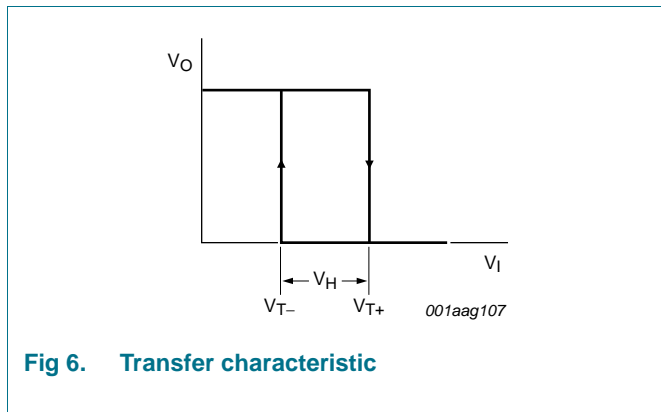 VO
VI
VH
VT− VT+
001aag107
Fig 6. Transfer characteristic